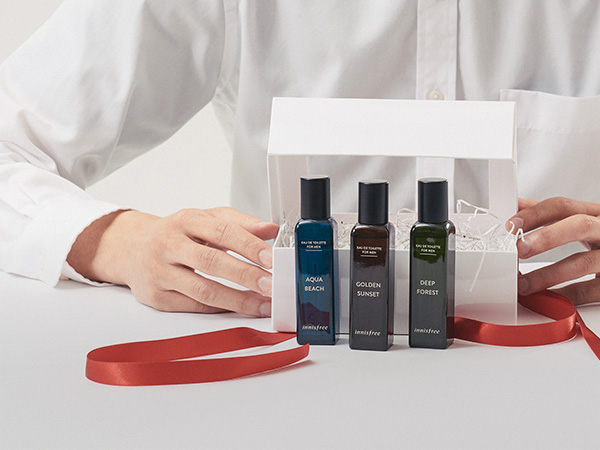 EAU DE TOILETTE
FOR MEN
AQUA
BEACH
innisfree
EAU DE TOILETTE
FOR MEN
GOLDEN
SUNSET
innisfree
EAU DE TOILETTE
FOR MEN
DEEP
FOREST
innisfree